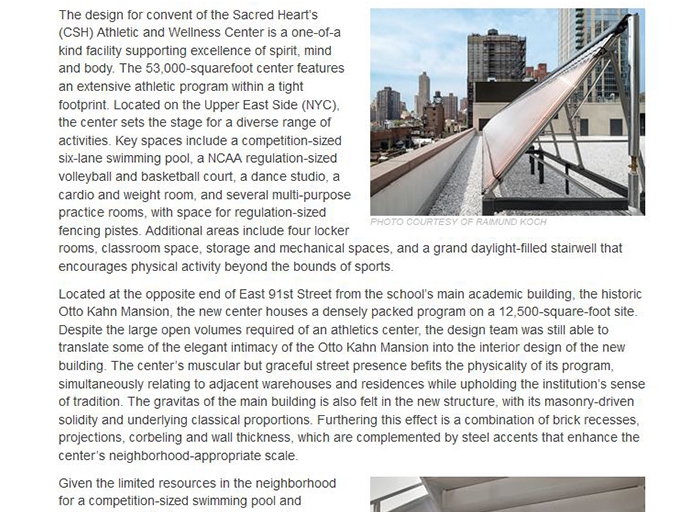 The design for convent of the Sacred Heart's
(CSH) Athletic and Wellness Center is a one-of-a
kind facility supporting excellence of spirit, mind
and body. The 53,000-squarefoot center features
an extensive athletic program within a tight
footprint. Located on the Upper East Side (NYC),
the center sets the stage for a diverse range of
activities. Key spaces include a competition-sized
six-lane swimming pool, a NCAA regulation-sized
volleyball and basketball court, a dance studio, a
cardio and weight room, and several multi-purpose
practice rooms, with space for regulation-sized
fencing pistes. Additional areas include four locker
PHOTO COURTESY OF RAIMUND KOCH
rooms, classroom space, storage and mechanical spaces, and a grand daylight-filled stairwell that
encourages physical activity beyond the bounds of sports.
Located at the opposite end of East 91st Street from the school's main academic building, the historic
Otto Kahn Mansion, the new center houses a densely packed program on a 12,500-square-foot site.
Despite the large open volumes required of an athletics center, the design team was still able to
translate some of the elegant intimacy of the Otto Kahn Mansion into the interior design of the new
building. The center's muscular but graceful street presence befits the physicality of its program,
simultaneously relating to adjacent warehouses and residences while upholding the institution's sense
of tradition. The gravitas of the main building is also felt in the new structure, with its masonry-driven
solidity and underlying classical proportions. Furthering this effect is a combination of brick recesses,
projections, corbeling and wall thickness, which are complemented by steel accents that enhance the
center's neighborhood-appropriate scale.
Given the limited resources in the neighborhood
for a competition-sized swimming pool and